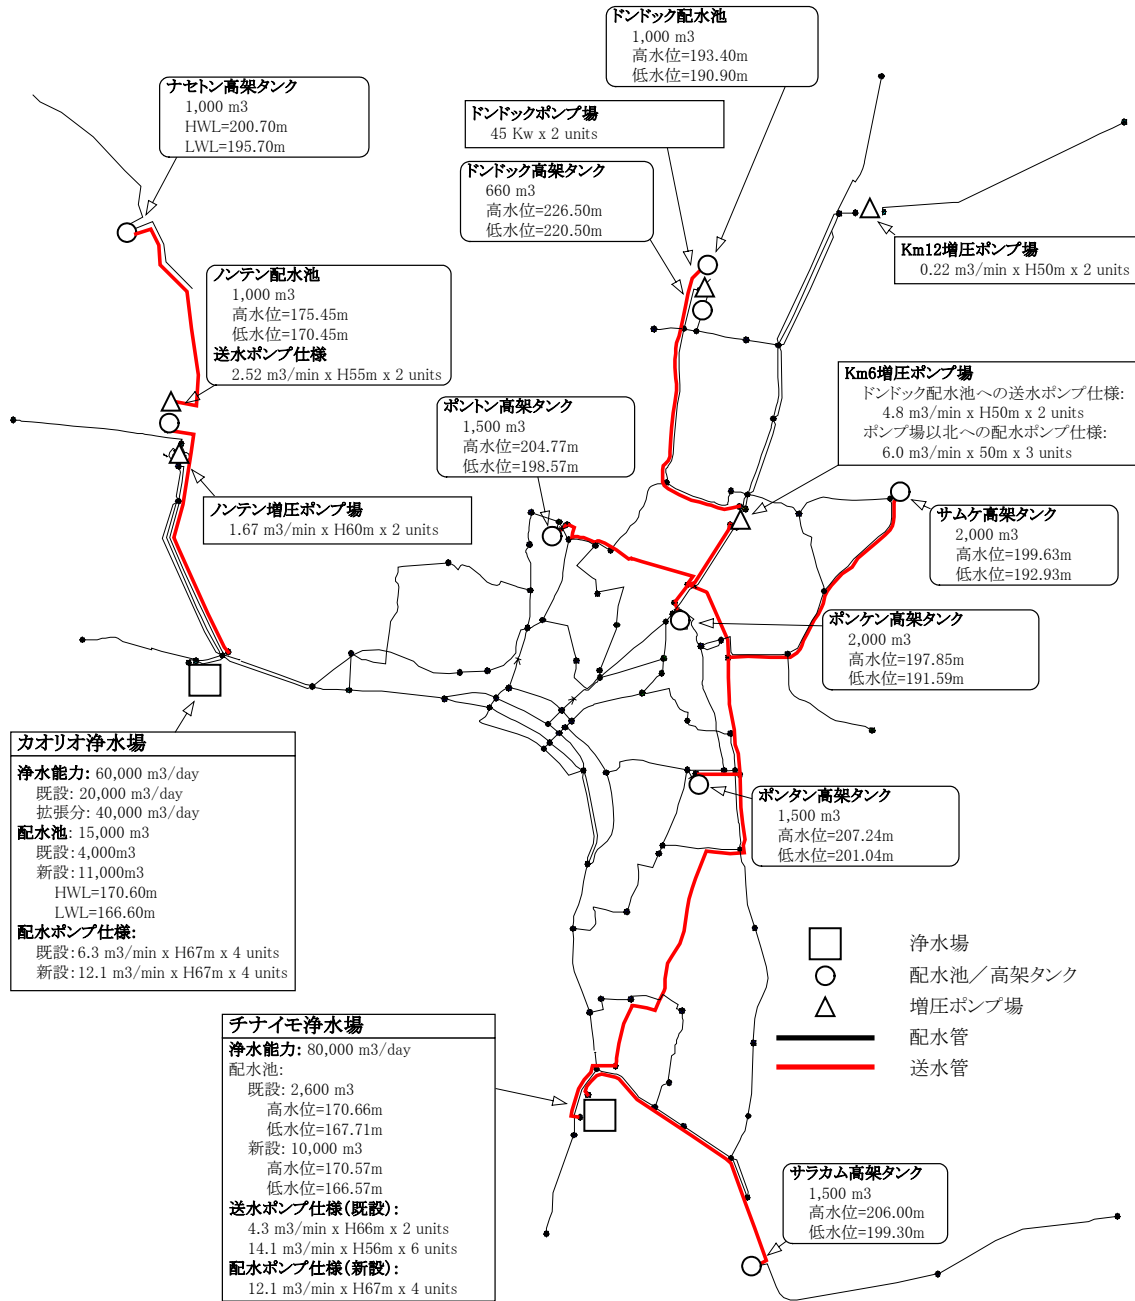 ドンドック配水池
1,000 m3
高水位=193.40m
低水位=190.90m
ナセトン高架タンク
1,000 m3
HWL=200.70m
LWL=195.70m
ドンドックポンプ場
45 Kw x 2 units
ドンドック高架タンク
660 m3
高水位=226.50m
低水位=220.50m
Km12増圧ポンプ場
0.22 m3/min x H50m x 2 units
ノンテン配水池
1,000 m3
高水位=175.45m
低水位=170.45m
送水ポンプ仕様
2.52 m3/min x H55m x 2 units
Km6増圧ポンプ場
ドンドック配水池への送水ポンプ仕様:
4.8 m3/min x H50m x 2 units
ポンプ場以北への配水ポンプ仕様:
6.0 m3/min x 50m x 3 units
ポントン高架タンク
1,500 m3
高水位=204.77m
低水位=198.57m
ノンテン増圧ポンプ場
1.67 m3/min x H60m x 2 units
サムケ高架タンク
2,000 m3
高水位=199.63m
低水位=192.93m
ポンケン高架タンク
2,000 m3
高水位=197.85m
低水位=191.59m
カオリオ浄水場
浄水能力: 60,000 m3/day
既設: 20,000 m3/day
拡張分: 40,000 m3/day
配水池: 15,000 m3
既設: 4,000m3
新設: 11,000m3
HWL=170.60m
LWL=166.60m
配水ポンプ仕様:
既設: 6.3 m3/min x H67m x 4 units
新設: 12.1 m3/min x H67m x 4 units
ポンタン高架タンク
1,500 m3
高水位=207.24m
低水位=201.04m
浄水場
配水池／高架タンク
増圧ポンプ場
配水管
送水管
チナイモ浄水場
浄水能力: 80,000 m3/day
配水池:
既設: 2,600 m3
高水位=170.66m
低水位=167.71m
新設: 10,000 m3
高水位=170.57m
低水位=166.57m
送水ポンプ仕様(既設):
4.3 m3/min x H66m x 2 units
14.1 m3/min x H56m x 6 units
配水ポンプ仕様(新設):
12.1 m3/min x H67m x 4 units
サラカム高架タンク
1,500 m3
高水位=206.00m
低水位=199.30m